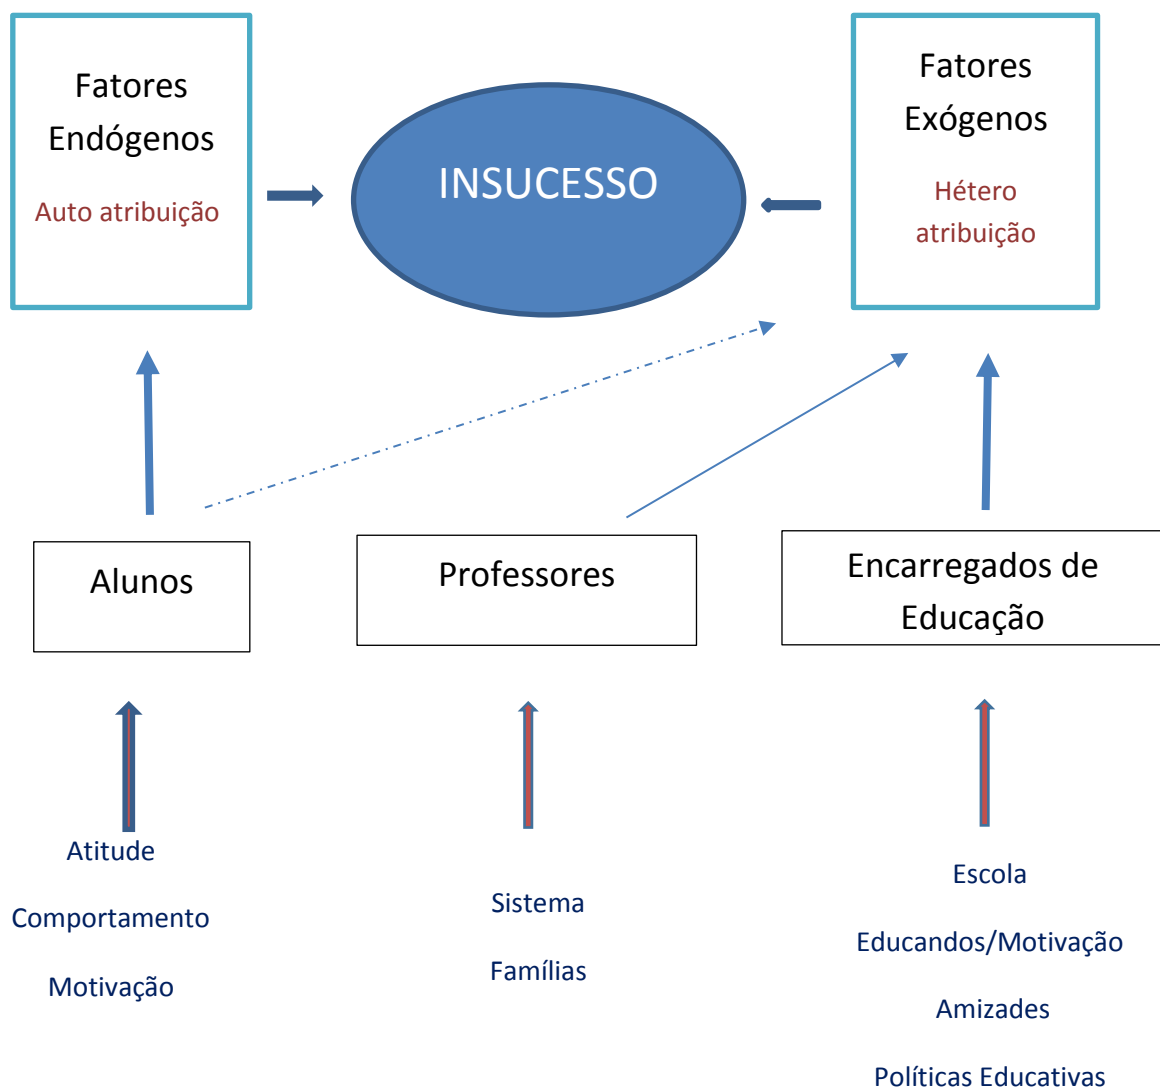 Fatores
Endógenos
Auto atribuição
INSUCESSO
Fatores
Exógenos
Hétero
atribuição
Alunos
Professores
Encarregados de
Educação
Atitude
Comportamento
Motivação
Sistema
Famílias
Escola
Educandos/Motivação
Amizades
Políticas Educativas